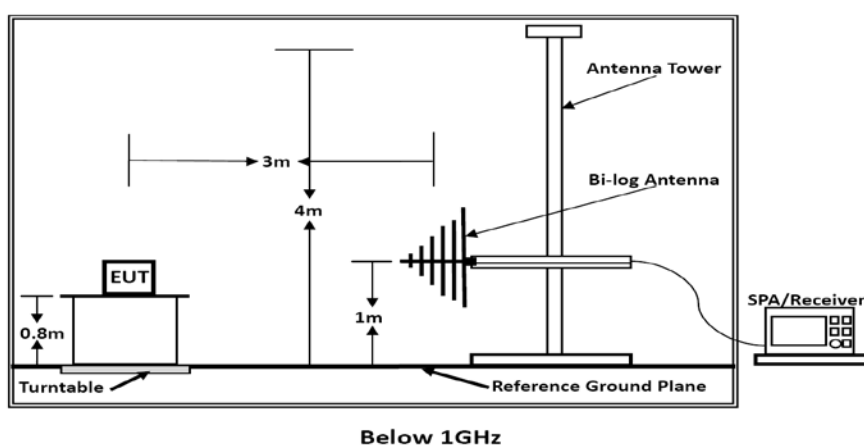 Antenna Tower
3m
Bi-log Antenna
4m
EUT
SPA/Receiver
0.8m
1m
Turntable
Reference Ground Plane
Below 1GHz